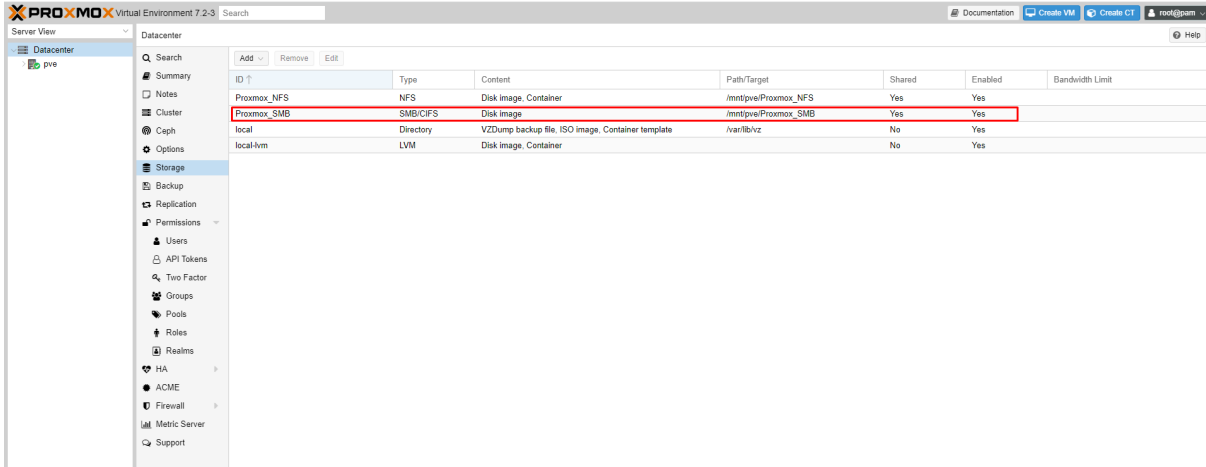 PROXMOX Virtual Environment 7.2-3 Search Documentation Create VM Create CT root@pam
Server View
Datacenter
pve
Datacenter Help
Search
Summary
Notes
Cluster
Ceph
Options
Storage
Backup
Replication
Permissions
Users
API Tokens
Two Factor
Groups
Pools
Roles
Realms
HA
ACME
Firewall
Metric Server
Support
Add Remove Edit
ID Type Content Path/Target Shared Enabled Bandwidth Limit
Proxmox_NFS NFS Disk image, Container /mnt/pve/Proxmox_NFS Yes Yes
Proxmox_SMB SMB/CIFS Disk image /mnt/pve/Proxmox_SMB Yes Yes
local Directory VZDump backup file, ISO image, Container template /var/lib/vz No Yes
local-lvm LVM Disk image, Container No Yes